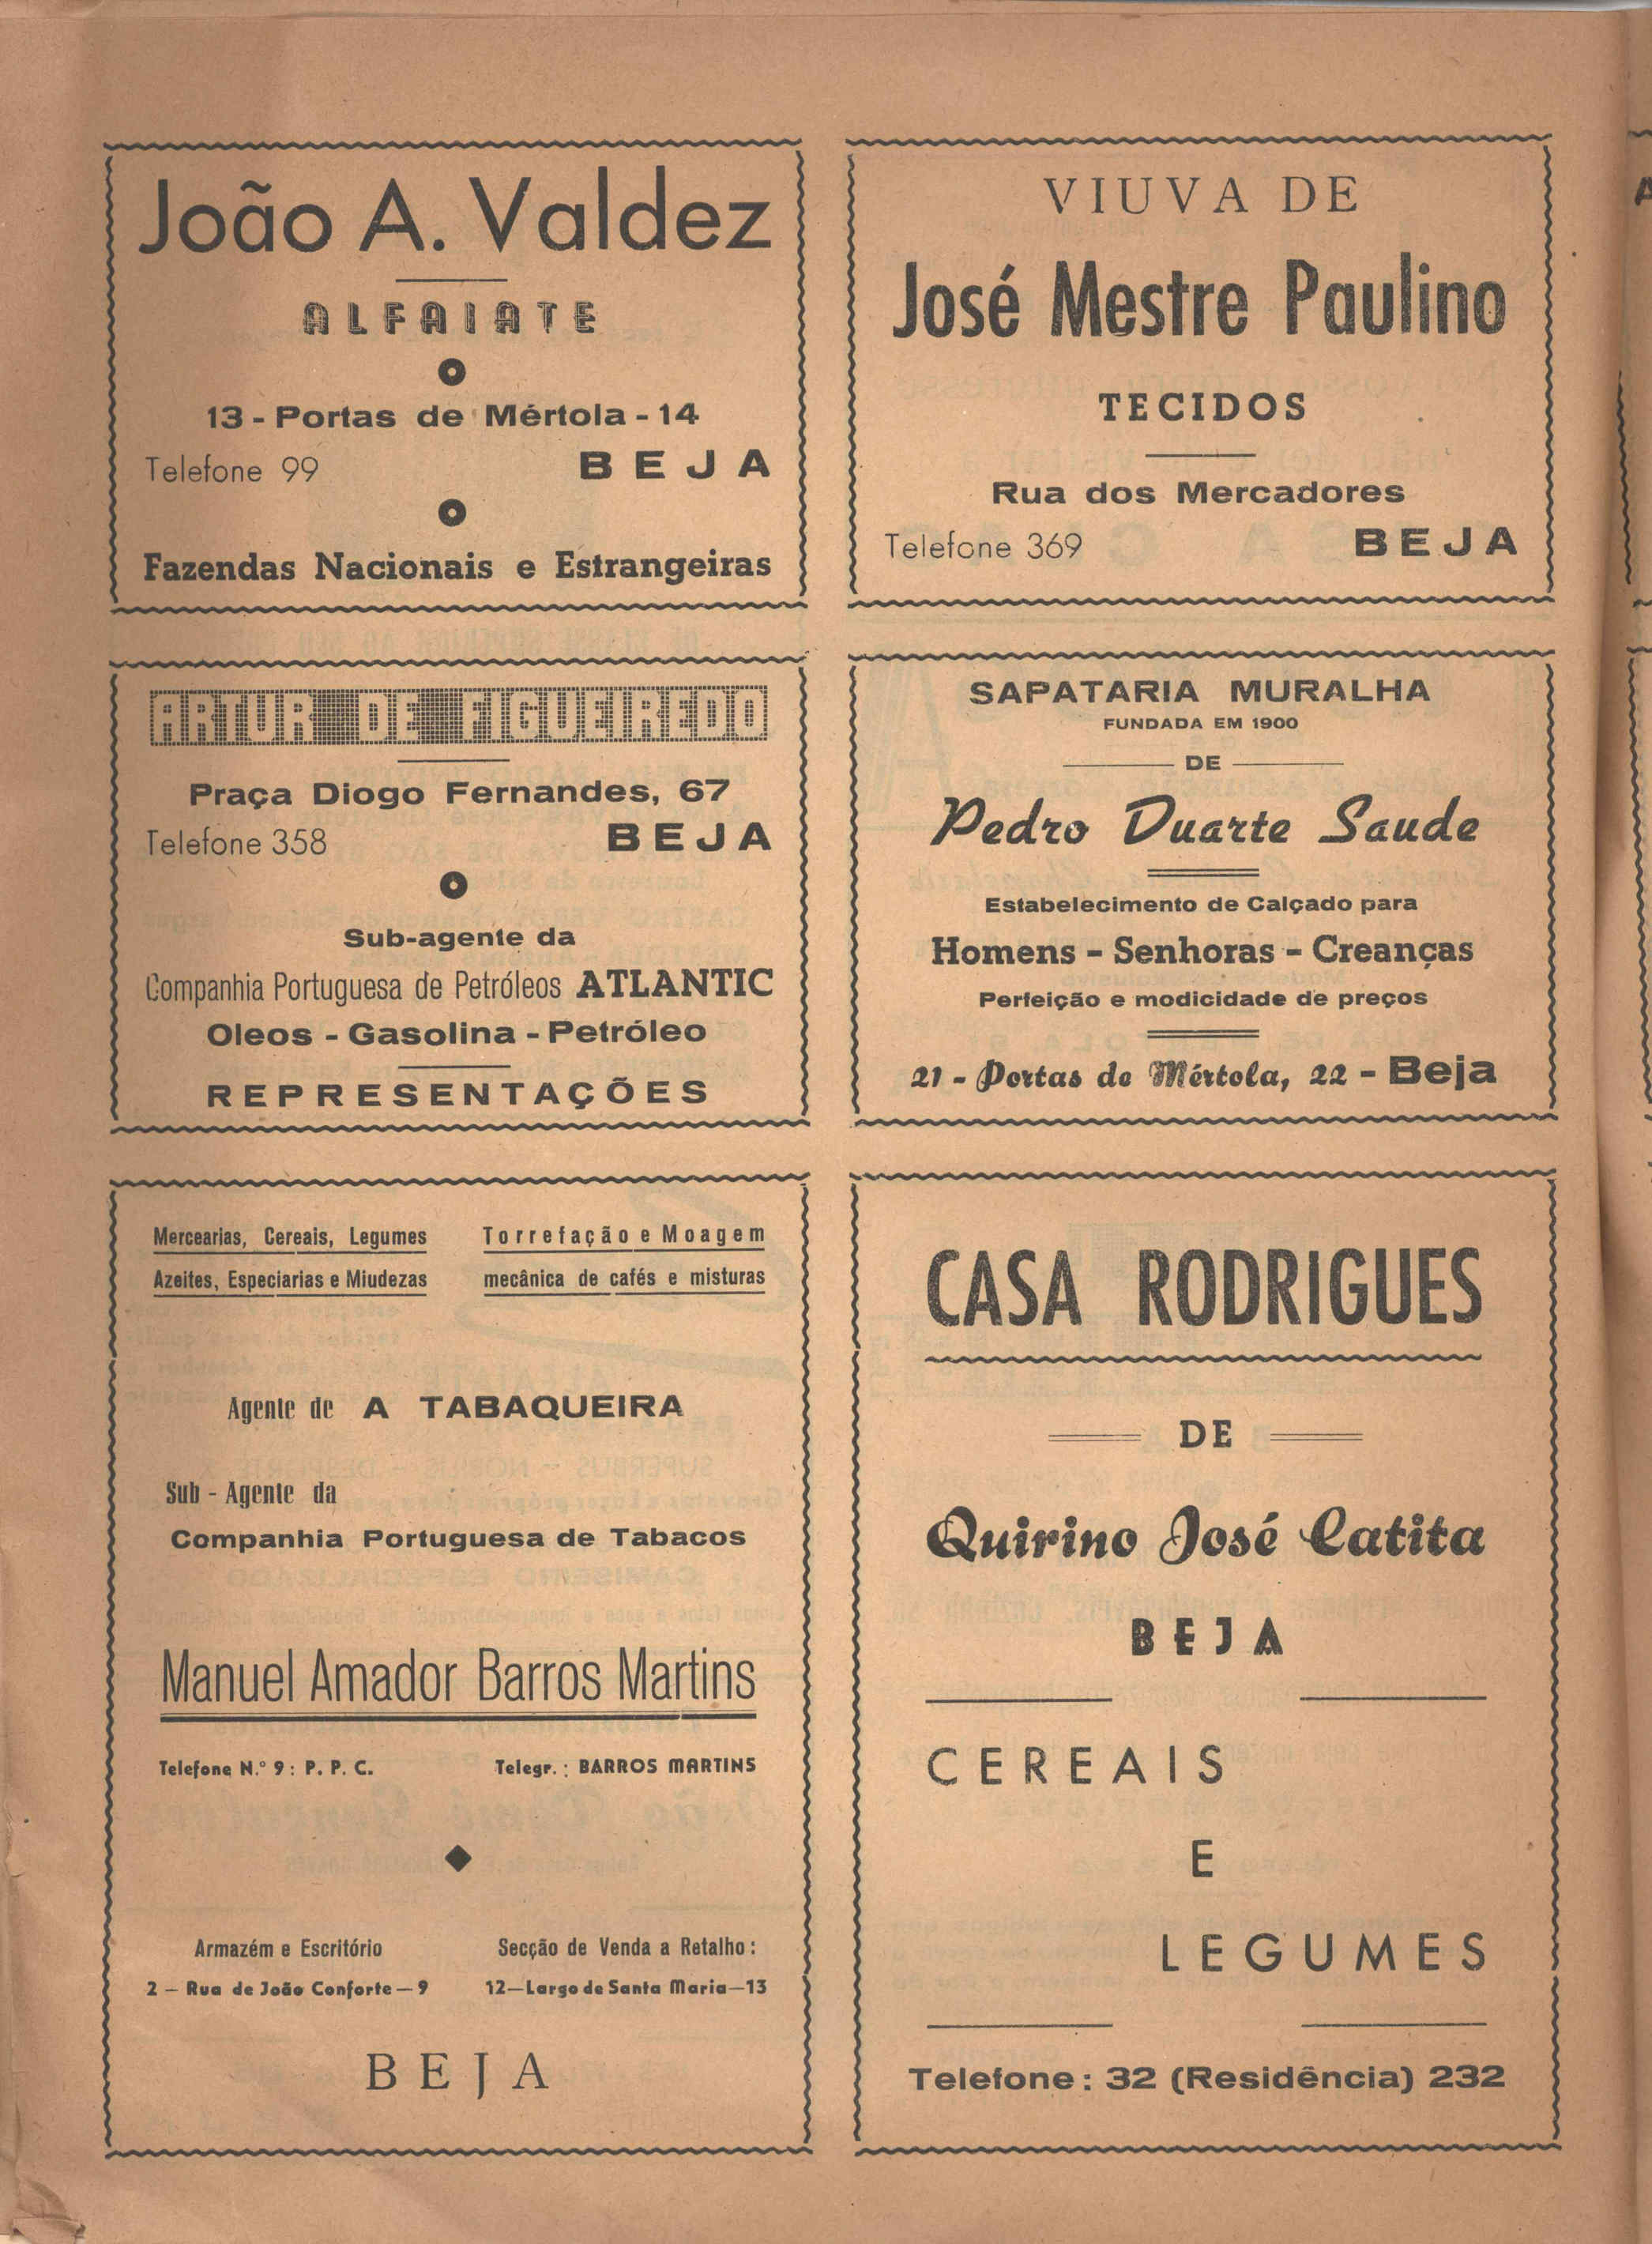 João A. Valdez
ALFAIATE
13 - Portas de Mértola - 14
Telefone 99 BEJA
Fazendas Nacionais e Estrangeiras
VIUVA DE
José Mestre Paulino
TECIDOS
Rua dos Mercadores
Telefone 369 BEJA
ARTUR DE FIGUEIREDO
Praça Diogo Fernandes, 67
Telefone 358 BEJA
Sub-agente da
Companhia Portuguesa de Petróleos ATLANTIC
Oleos - Gasolina - Petróleo
REPRESENTAÇÕES
SAPATARIA MURALHA
FUNDADA EM 1900
DE
Pedro Duarte Saude
Estabelecimento de Calçado para
Homens - Senhoras - Creanças
Perfeição e modicidade de preços
21 - Portas de Mértola, 22 - Beja
Mercearias, Cereais, Legumes
Azeites, Especiarias e Miudezas
Torrefação e Moagem
mecânica de cafés e misturas
Agente de A TABAQUEIRA
Sub - Agente da
Companhia Portuguesa de Tabacos
Manuel Amador Barros Martins
Telefone N.º 9 : P. P. C. Telegr. : BARROS MARTINS
Armazém e Escritório
2 — Rua de João Conforte — 9
Secção de Venda a Retalho :
12—Largo de Santa Maria—13
BEJA
CASA RODRIGUES
DE
Quirino José Catita
BEJA
CEREAIS
E
LEGUMES
Telefone : 32 (Residência) 232